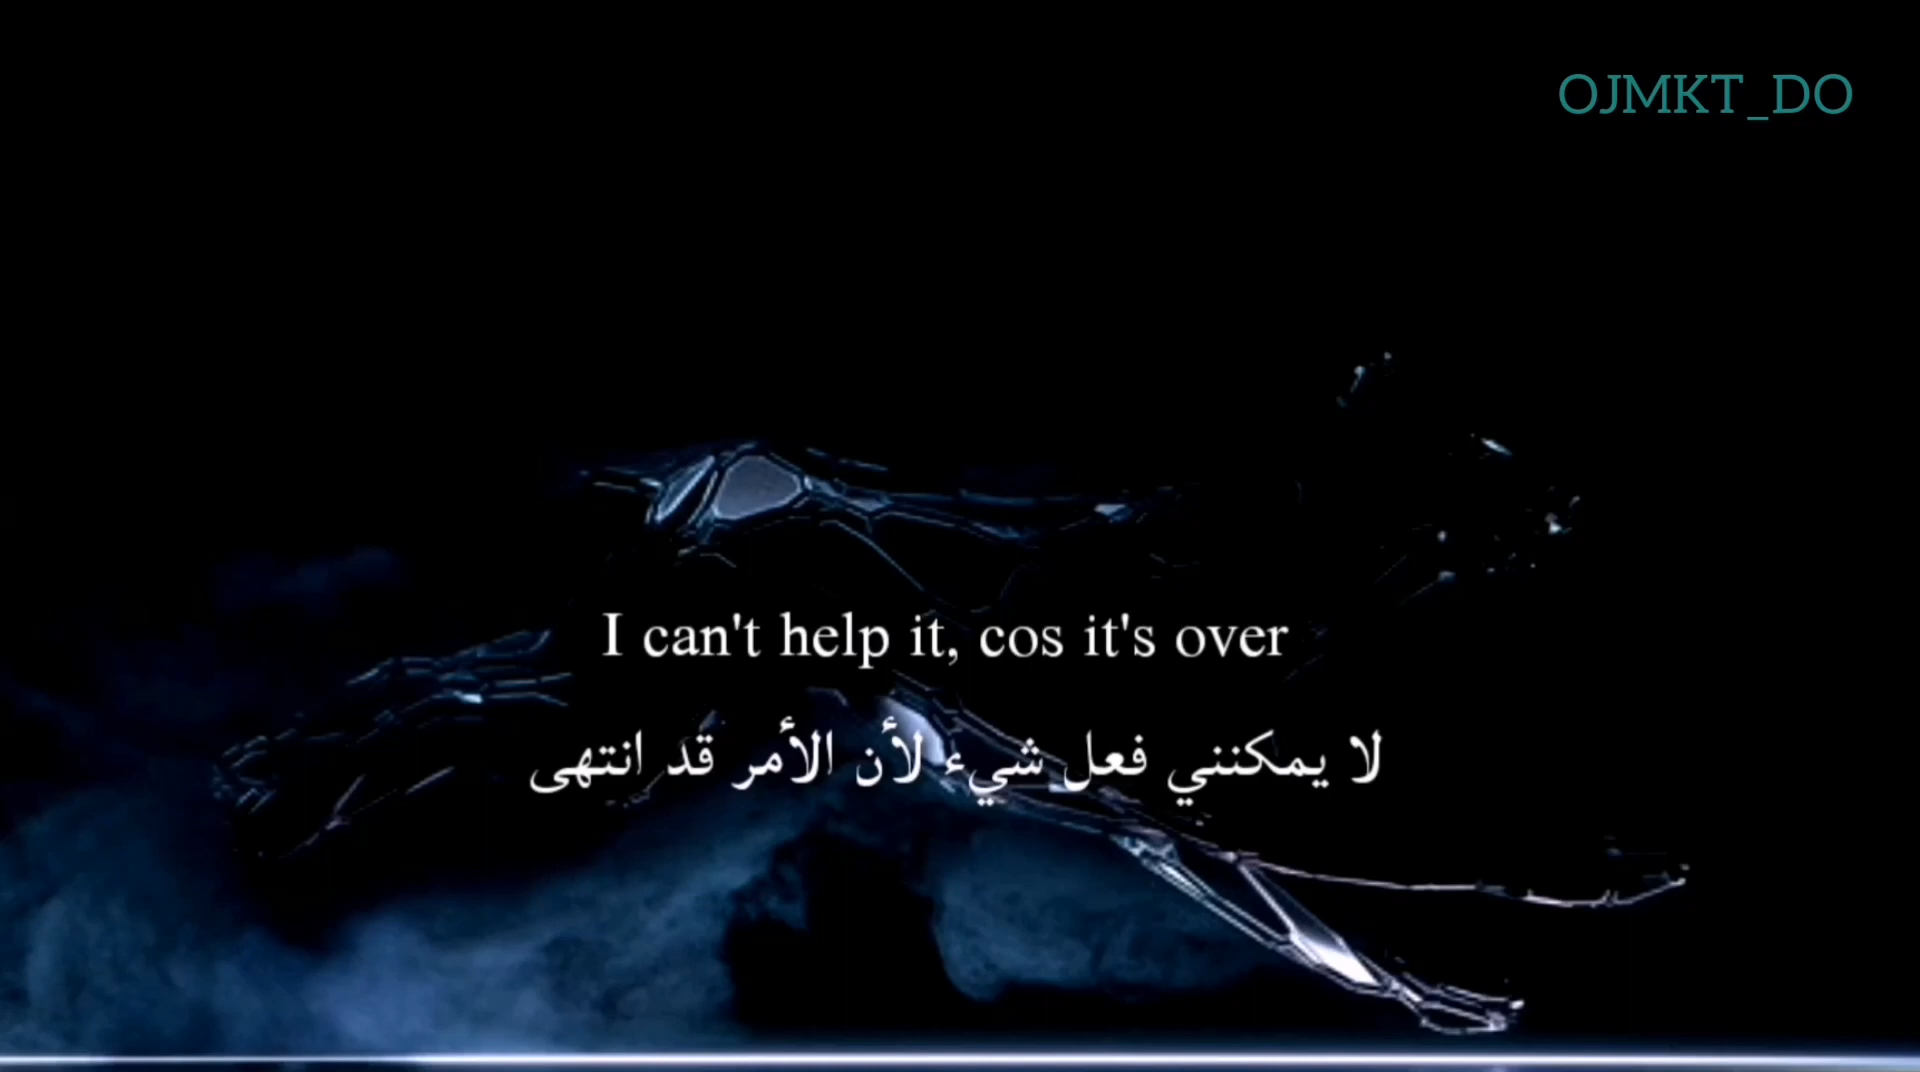 OJMKT_DO
I can't help it, cos it's over
لا يمكنني فعل شيء لأن الأمر قد انتهى